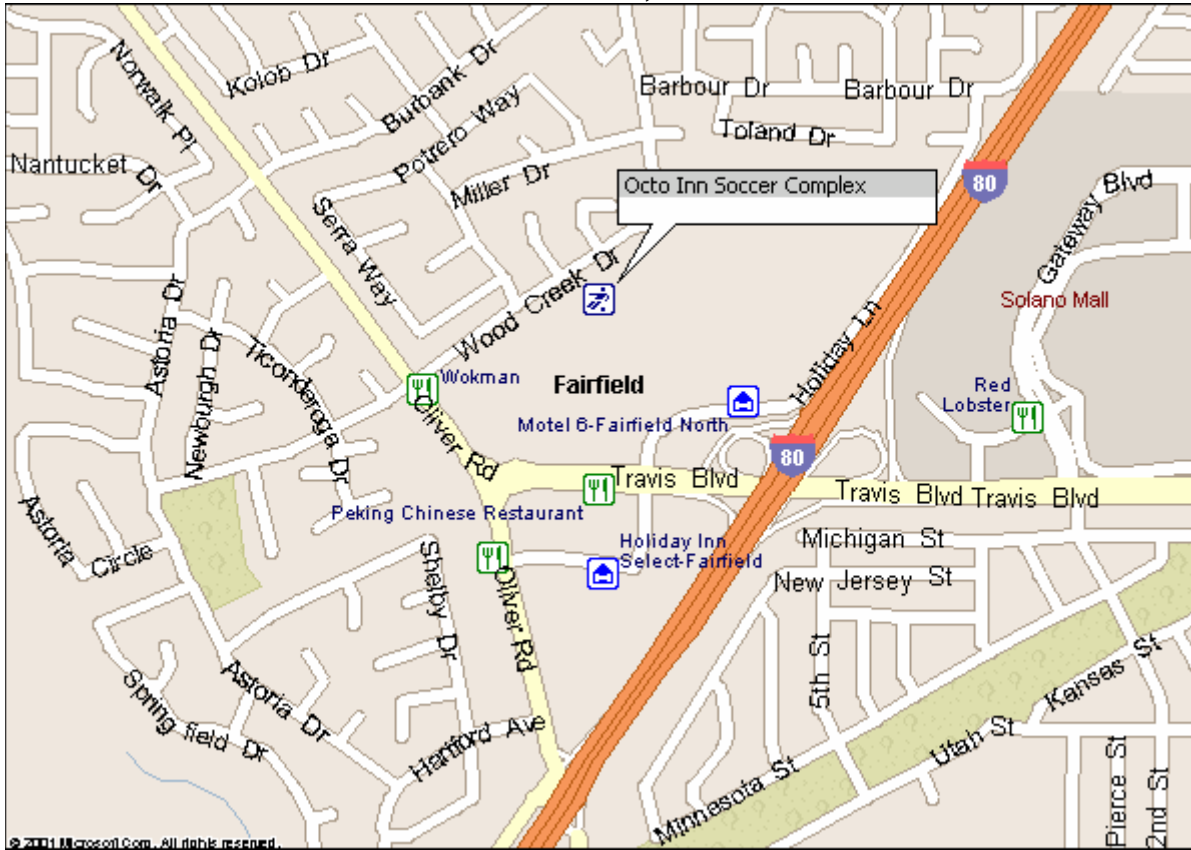 Norwalk Pl
Kolob Dr
Burbank Dr
Potrero Way
Barbour Dr
Barbour Dr
Toland Dr
Nantucket Dr
Miller Dr
Octo Inn Soccer Complex
80
Gateway Blvd
Serra Way
Wood Creek Dr
Solano Mall
Astoria Dr
Newburgh Dr
Ticonderoga Dr
Holiday Ln
Wokman
Fairfield
Red
Lobster
Oliver Rd
Motel 6-Fairfield North
80
Travis Blvd
Travis Blvd
Travis Blvd
Peking Chinese Restaurant
Astoria Circle
Shelby Dr
Holiday Inn
Select-Fairfield
Michigan St
New Jersey St
Oliver Rd
5th St
Kansas St
Astoria Dr
Springfield Dr
Hanford Ave
Utah St
Minnesota St
Pierce St
2nd St
© 2001 Microsoft Corp. All rights reserved.